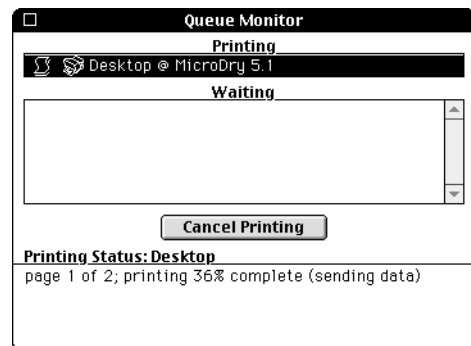 Queue Monitor
Printing
Desktop @ MicroDry 5.1
Waiting
Cancel Printing
Printing Status: Desktop
page 1 of 2; printing 36% complete (sending data)